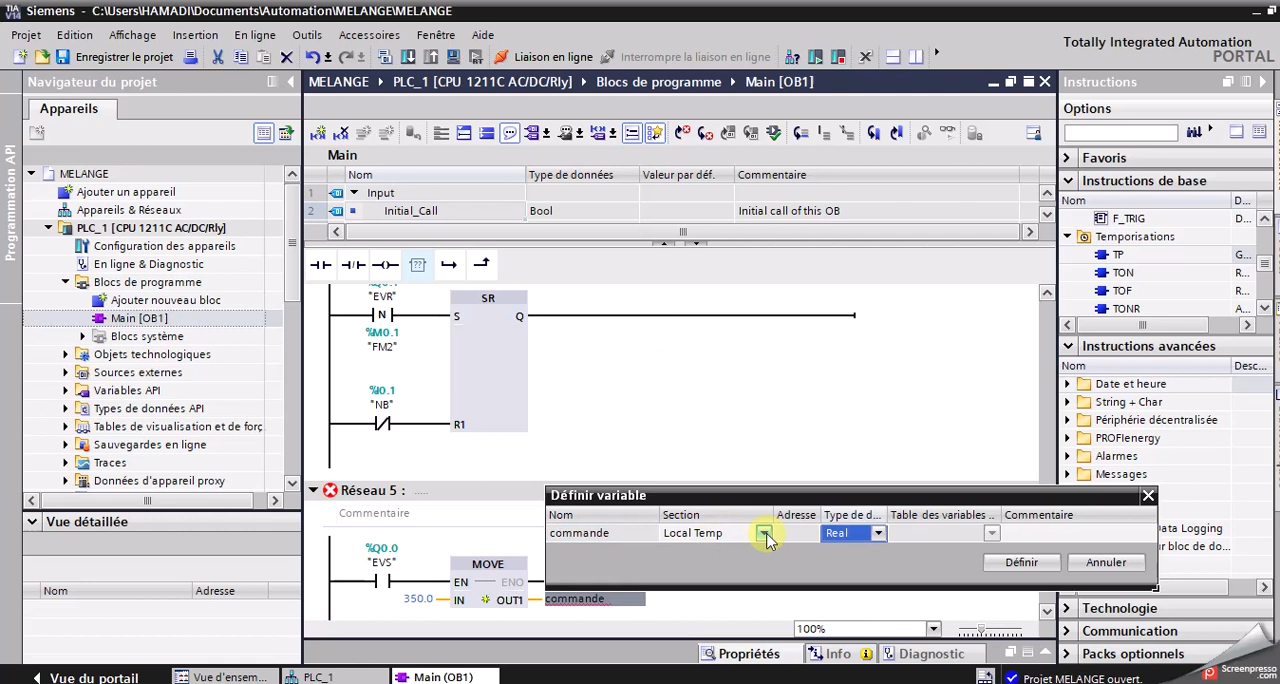 TIA
V14
Siemens - C:\Users\HAMADI\Documents\Automation\MELANGE\MELANGE
Projet Edition Affichage Insertion En ligne Outils Accessoires Fenêtre Aide
Enregistrer le projet
Liaison en ligne
Interrompre la liaison en ligne
Totally Integrated Automation
PORTAL
Navigateur du projet
MELANGE PLC_1 [CPU 1211C AC/DC/Rly] Blocs de programme Main [OB1]
Instructions
Appareils
Options
Programmation API
MELANGE
Ajouter un appareil
Appareils & Réseaux
PLC_1 [CPU 1211C AC/DC/Rly]
Configuration des appareils
En ligne & Diagnostic
Blocs de programme
Ajouter nouveau bloc
Main [OB1]
Blocs système
Objets technologiques
Sources externes
Variables API
Types de données API
Tables de visualisation et de forç
Sauvegardes en ligne
Traces
Données d'appareil proxy
Vue détaillée
Nom Adresse
Main
Nom Type de données Valeur par déf. Commentaire
1 Input
2 Initial_Call Bool Initial call of this OB
??
%Q0.1
"EVR"
N
%M0.1
"FM2"
SR
S Q
%I0.1
"NB"
R1
Réseau 5 : .....
Commentaire
%Q0.0
"EVS"
MOVE
EN ENO
350.0 IN OUT1 commande
Définir variable
Nom Section Adresse Type de d... Table des variables .. Commentaire
commande Local Temp Real
Définir Annuler
100%
Propriétés Info Diagnostic
Favoris
Instructions de base
Nom D...
F_TRIG D...
Temporisations
TP G...
TON R...
TOF R...
TONR A...
Instructions avancées
Nom Desc...
Date et heure
String + Char
Périphérie décentralisée
PROFIenergy
Alarmes
Messages
Data Logging
ur bloc de do...
Technologie
Communication
Packs optionnels
Vue du portail
Vue d'ensem...
PLC_1
Main (OB1)
Projet MELANGE ouvert.
Screenpresso
.com